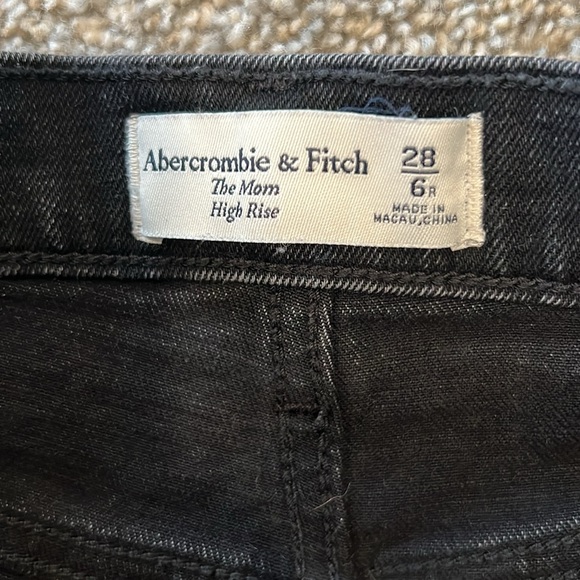 Abercrombie & Fitch
The Mom
High Rise
28
6R
MADE IN
MACAU, CHINA